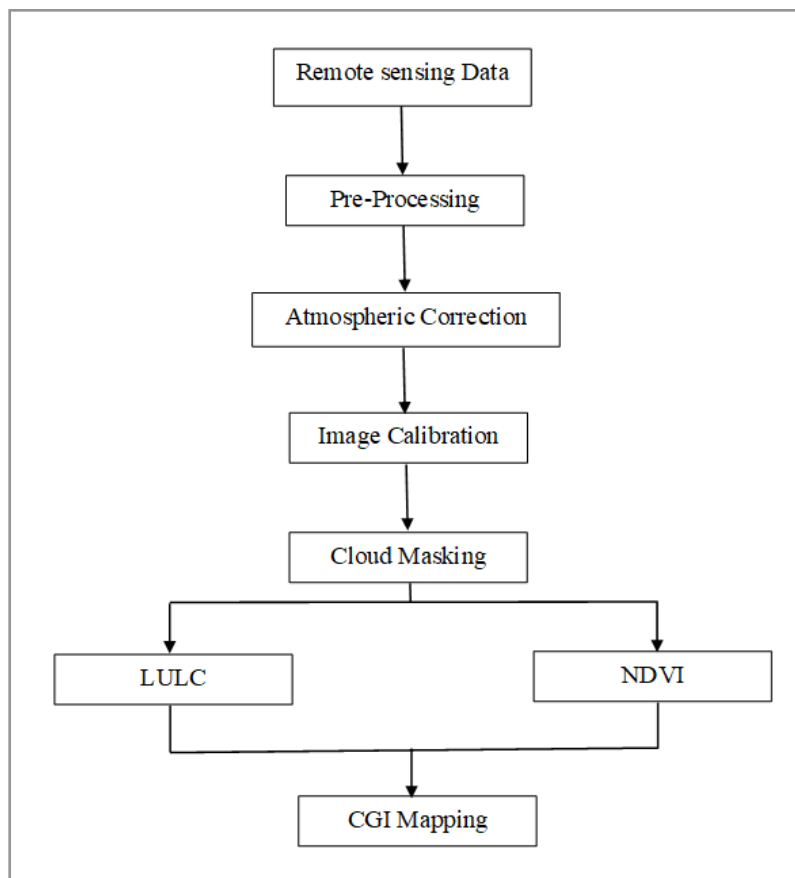 Remote sensing Data
Pre-Processing
Atmospheric Correction
Image Calibration
Cloud Masking
LULC
NDVI
CGI Mapping